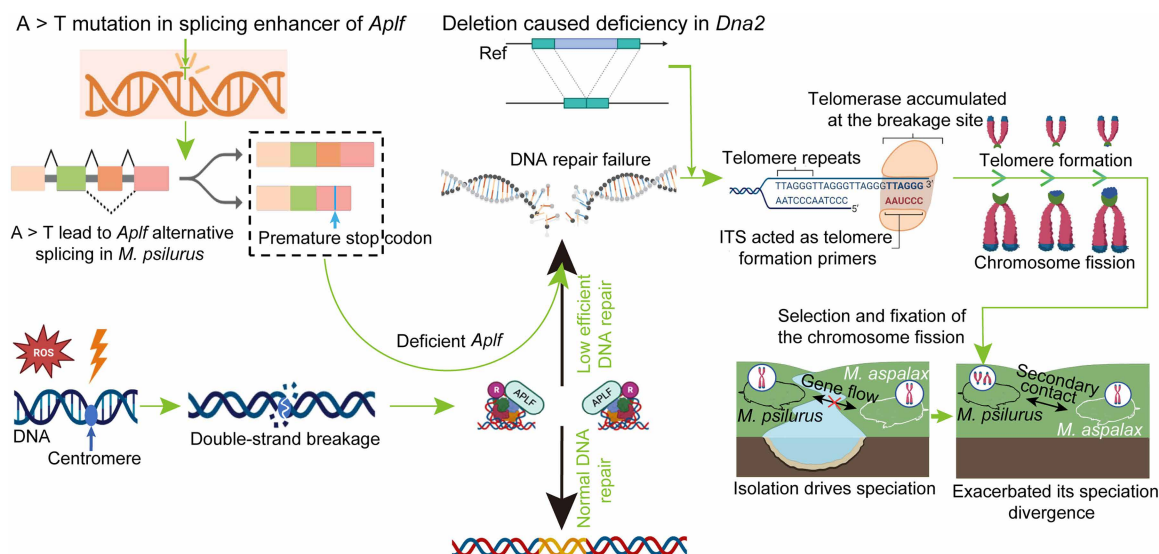 A > T mutation in splicing enhancer of Aplf
Deletion caused deficiency in Dna2
Ref
A > T lead to Aplf alternative
splicing in M. psilurus
Premature stop codon
DNA repair failure
Telomerase accumulated
at the breakage site
Telomere repeats
TTAGGGTTAGGGTTAGGGTTAGGG 3'
AATCCCAATCCC
5'
AAUCCC
ITS acted as telomere
formation primers
Telomere formation
Chromosome fission
Deficient Aplf
Low efficient
DNA repair
Normal DNA
repair
ROS
DNA
Centromere
Double-strand breakage
R
APLF
R
APLF
Selection and fixation of
the chromosome fission
M. aspalax
Gene flow
M. psilurus
Isolation drives speciation
Secondary
contact
M. psilurus
M. aspalax
Exacerbated its speciation
divergence